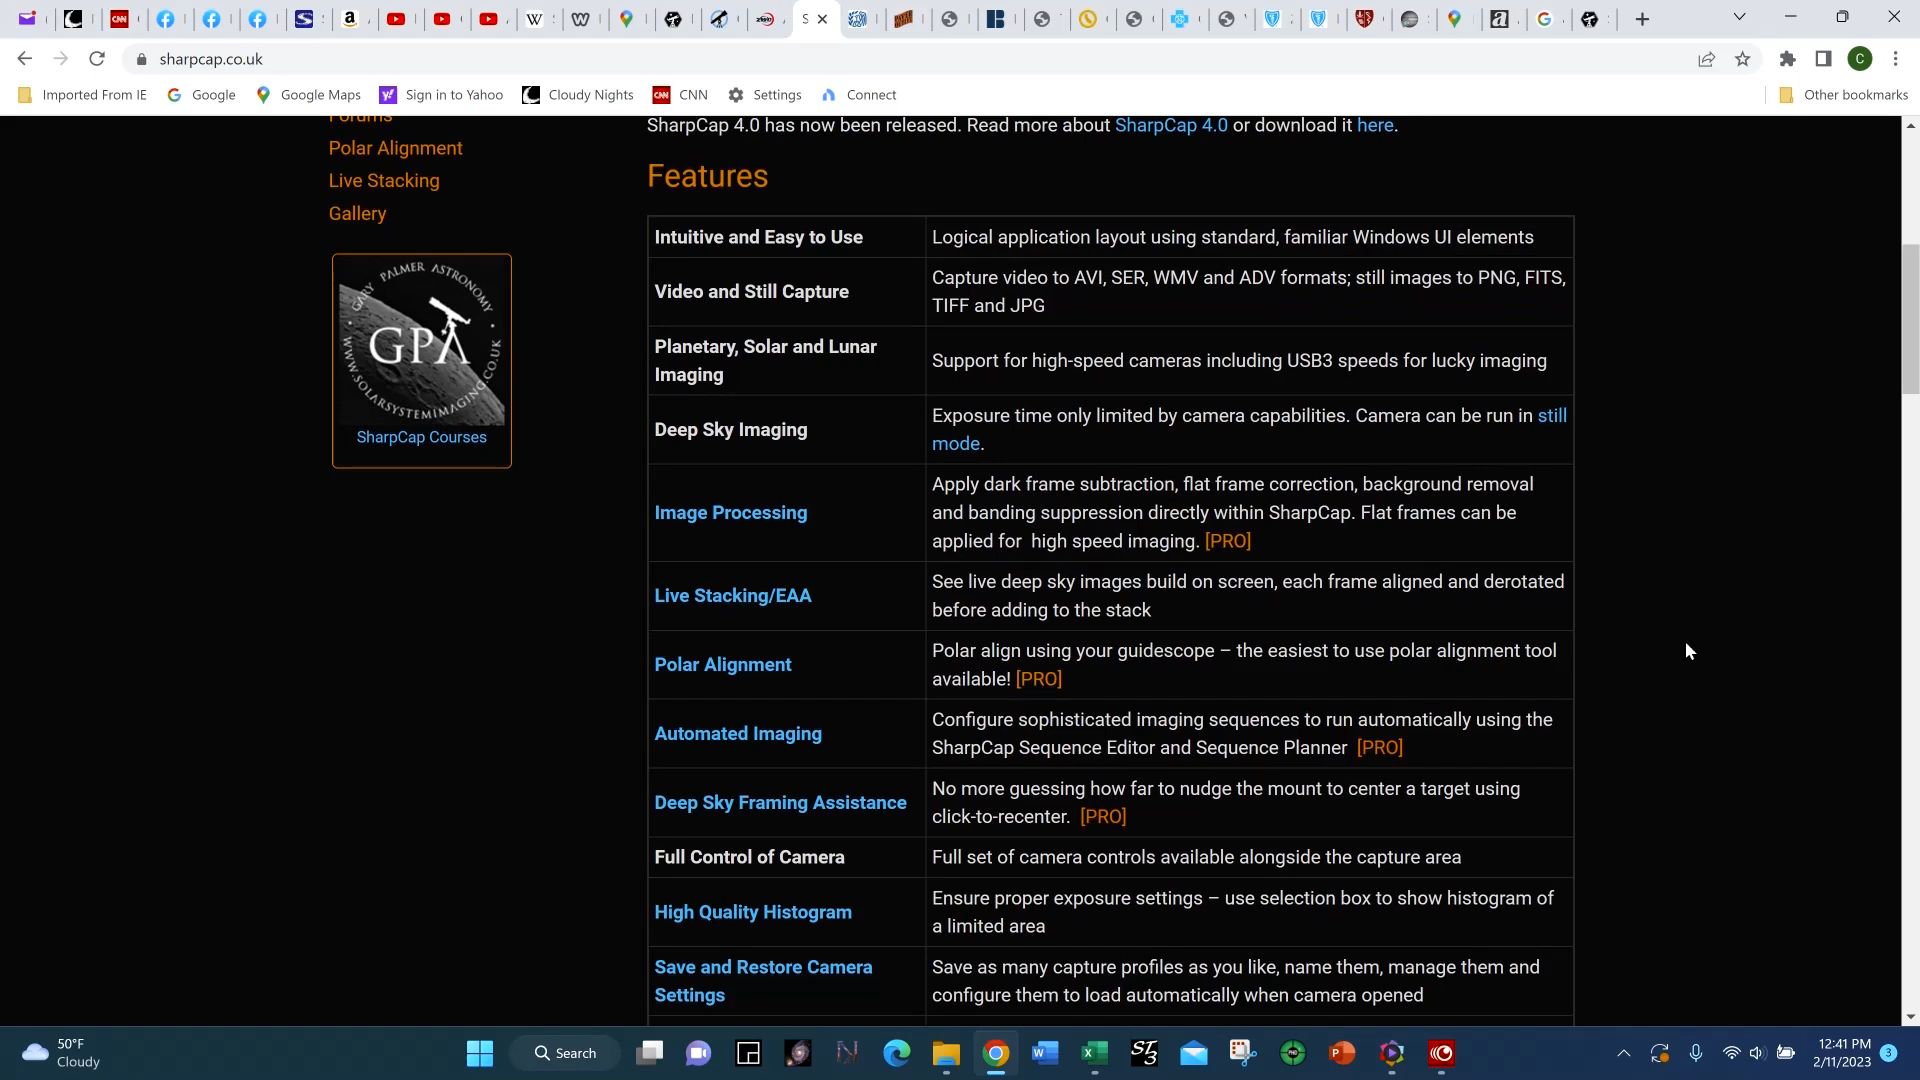 sharpcap.co.uk
Imported From IE
Google
Google Maps
Sign in to Yahoo
Cloudy Nights
CNN
Settings
Connect
Other bookmarks
Forums
Polar Alignment
Live Stacking
Gallery
GARY PALMER ASTRONOMY
GPA
WWW.SOLARSYSTEMIMAGING.CO.UK
SharpCap Courses
SharpCap 4.0 has now been released. Read more about SharpCap 4.0 or download it here.
Features
Intuitive and Easy to Use
Logical application layout using standard, familiar Windows UI elements
Video and Still Capture
Capture video to AVI, SER, WMV and ADV formats; still images to PNG, FITS,
TIFF and JPG
Planetary, Solar and Lunar
Imaging
Support for high-speed cameras including USB3 speeds for lucky imaging
Deep Sky Imaging
Exposure time only limited by camera capabilities. Camera can be run in still
mode.
Image Processing
Apply dark frame subtraction, flat frame correction, background removal
and banding suppression directly within SharpCap. Flat frames can be
applied for  high speed imaging. [PRO]
Live Stacking/EAA
See live deep sky images build on screen, each frame aligned and derotated
before adding to the stack
Polar Alignment
Polar align using your guidescope – the easiest to use polar alignment tool
available! [PRO]
Automated Imaging
Configure sophisticated imaging sequences to run automatically using the
SharpCap Sequence Editor and Sequence Planner  [PRO]
Deep Sky Framing Assistance
No more guessing how far to nudge the mount to center a target using
click-to-recenter.  [PRO]
Full Control of Camera
Full set of camera controls available alongside the capture area
High Quality Histogram
Ensure proper exposure settings – use selection box to show histogram of
a limited area
Save and Restore Camera
Settings
Save as many capture profiles as you like, name them, manage them and
configure them to load automatically when camera opened
50°F
Cloudy
Search
12:41 PM
2/11/2023
3